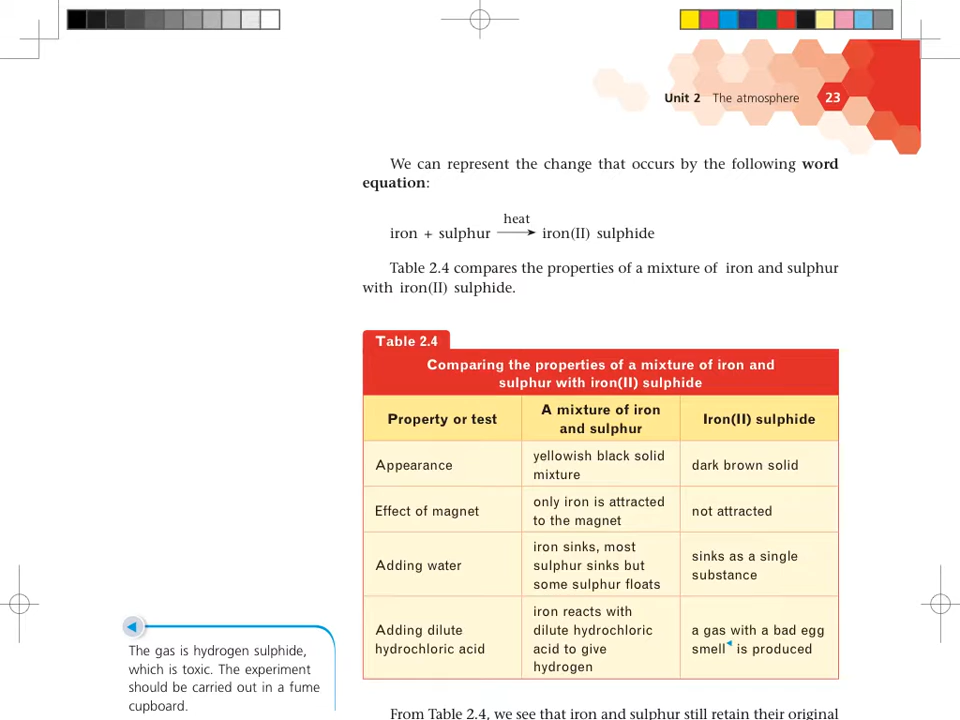 Unit 2 The atmosphere 23
We can represent the change that occurs by the following word
equation:
heat
iron + sulphur ⟶ iron(II) sulphide
Table 2.4 compares the properties of a mixture of iron and sulphur
with iron(II) sulphide.
Table 2.4
Comparing the properties of a mixture of iron and
sulphur with iron(II) sulphide
Property or test
A mixture of iron
and sulphur
Iron(II) sulphide
Appearance
yellowish black solid
mixture
dark brown solid
Effect of magnet
only iron is attracted
to the magnet
not attracted
Adding water
iron sinks, most
sulphur sinks but
some sulphur floats
sinks as a single
substance
Adding dilute
hydrochloric acid
iron reacts with
dilute hydrochloric
acid to give
hydrogen
a gas with a bad egg
smell is produced
The gas is hydrogen sulphide,
which is toxic. The experiment
should be carried out in a fume
cupboard.
From Table 2.4, we see that iron and sulphur still retain their original